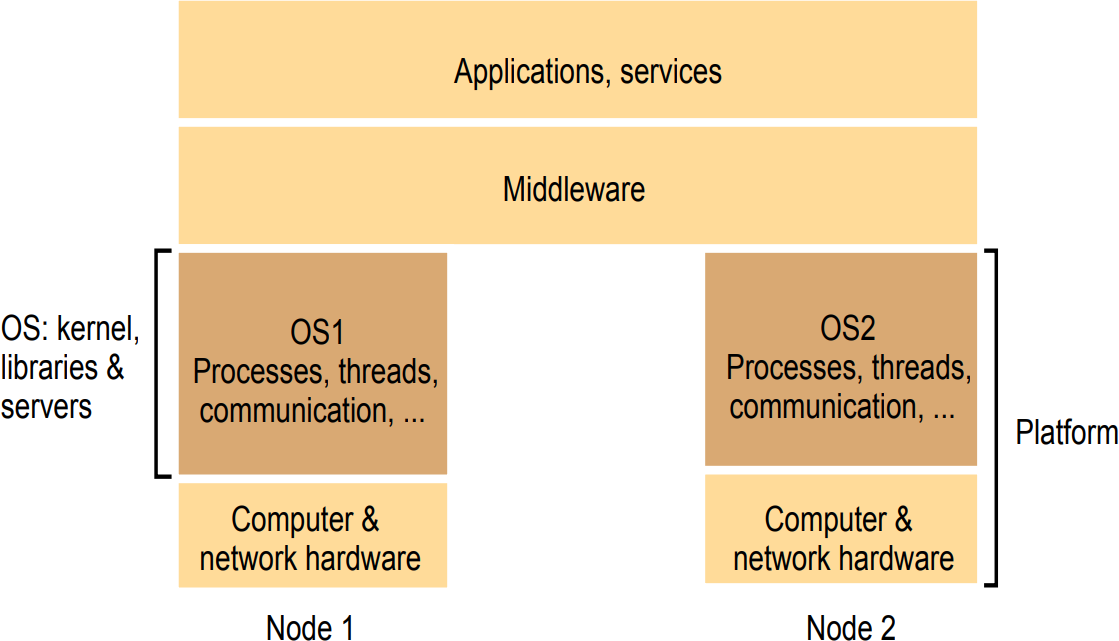 Applications, services
Middleware
OS: kernel,
libraries &
servers
OS1
Processes, threads,
communication, ...
OS2
Processes, threads,
communication, ...
Platform
Computer &
network hardware
Computer &
network hardware
Node 1
Node 2